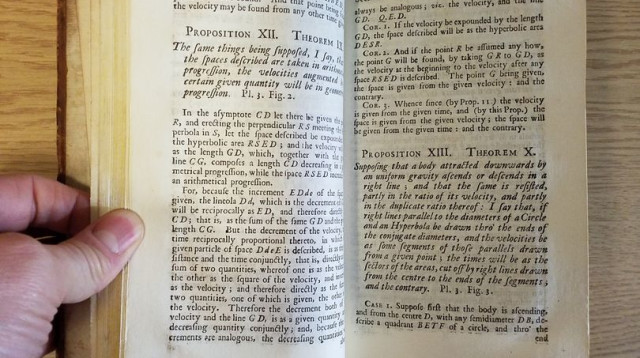 the velocity may be found from any other time
PROPOSITION XII. THEOREM IX.
The same things being supposed, I say, that
the spaces described are taken in arith
progression, the velocities augmented
certain given quantity will be in geome
progression. Pl. 3. Fig. 2.
In the asymptote CD let there be given the
R, and erecting the perpendicular RS meeting the
perbola in S, let the space described be expounded
the hyperbolic area RSED; and the velocity
as the length GD, which, together with the
line CG, composes a length CD decreasing in
metrical progression, while the space RSED increases
an arithmetical progression.
For, because the increment EDde of the space
given, the lineola Dd, which is the decrement of
will be reciprocally as ED, and therefore directly
CD; that is, as the sum of the same GD and the
length CG. But the decrement of the velocity,
time reciprocally proportional thereto, in which
given particle of space DdeE is described, is as the
sistance and the time conjunctly, that is, directly
sum of two quantities, whereof one is as the velocity
the other as the square of the velocity, and
as the velocity; and therefore directly as the
two quantities, one of which is given, the other
the velocity. Therefore the decrement both
velocity and the line GD, is as a given quantity
decreasing quantity conjunctly; and, because
crements are analogous, the decreasing quantities
always be analogous; viz. the velocity, and the line
GD. Q.E.D.
COR. 1. If the velocity be expounded by the length
GD, the space described will be as the hyperbolic area
DESR.
COR. 2. And if the point R be assumed any how,
the point G will be found, by taking GR to GD, as
the velocity at the beginning to the velocity after any
space RSED is described. The point G being given,
the space is given from the given velocity: and the
contrary.
COR. 3. Whence since (by Prop. 11) the velocity
is given from the given time, and (by this Prop.) the
space is given from the given velocity; the space will
be given from the given time: and the contrary.
PROPOSITION XIII. THEOREM X.
Supposing that a body attracted downwards by
an uniform gravity ascends or descends in a
right line; and that the same is resisted,
partly in the ratio of its velocity, and partly
in the duplicate ratio thereof: I say that, if
right lines parallel to the diameters of a Circle
and an Hyperbola be drawn thro' the ends of
the conjugate diameters, and the velocities be
as some segments of those parallels drawn
from a given point; the times will be as the
sectors of the areas, cut off by right lines drawn
from the centre to the ends of the segments;
and the contrary. Pl. 3. Fig. 3.
CASE 1. Suppose first that the body is ascending,
and from the centre D, with any semidiameter DB, de-
scribe a quadrant BETF of a circle, and thro' the
end